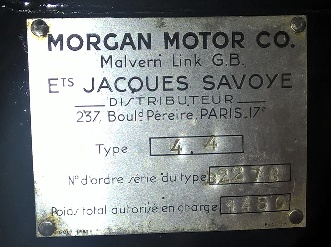 MORGAN MOTOR CO.
Malvern Link G.B.
ETS JACQUES SAVOYE
DISTRIBUTEUR
237, Boulᵈ Péreire, PARIS.17ᵉ
Type 4.4
N° d'ordre série du type
Poids total autorisé en charge